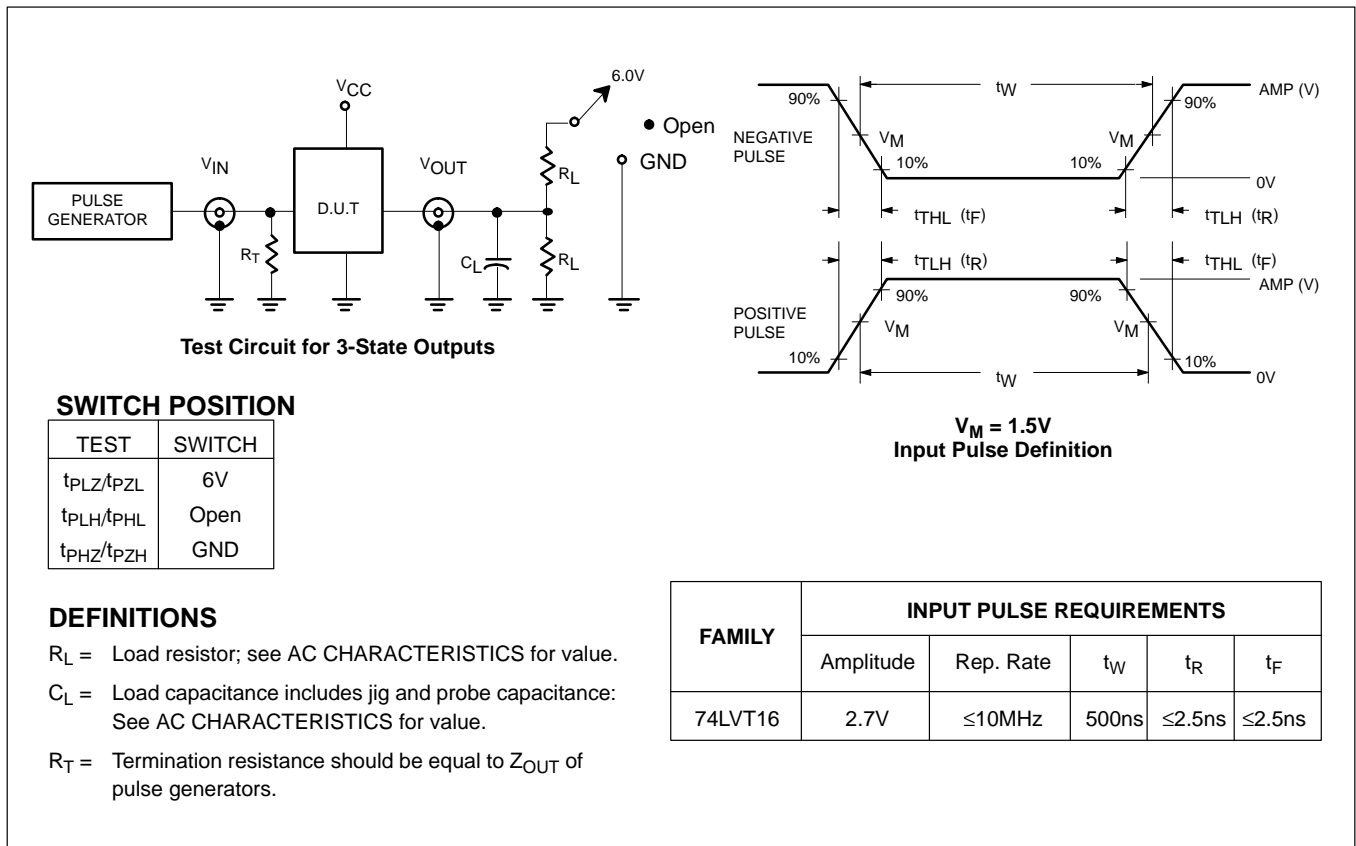 VCC
6.0V
Open
GND
VIN
VOUT
RL
PULSE
GENERATOR
D.U.T
RT
CL
RL
Test Circuit for 3-State Outputs
90%
tW
90%
AMP (V)
NEGATIVE
PULSE
VM
VM
10%
10%
0V
tTHL (tF)
tTLH (tR)
tTLH (tR)
tTHL (tF)
AMP (V)
90%
90%
POSITIVE
PULSE
VM
VM
10%
10%
tW
0V
VM = 1.5V
Input Pulse Definition
SWITCH POSITION
TEST SWITCH
tPLZ/tPZL 6V
tPLH/tPHL Open
tPHZ/tPZH GND
DEFINITIONS
RL = Load resistor; see AC CHARACTERISTICS for value.
CL = Load capacitance includes jig and probe capacitance:
See AC CHARACTERISTICS for value.
RT = Termination resistance should be equal to ZOUT of
pulse generators.
FAMILY INPUT PULSE REQUIREMENTS
Amplitude Rep. Rate tW tR tF
74LVT16 2.7V ≤10MHz 500ns ≤2.5ns ≤2.5ns